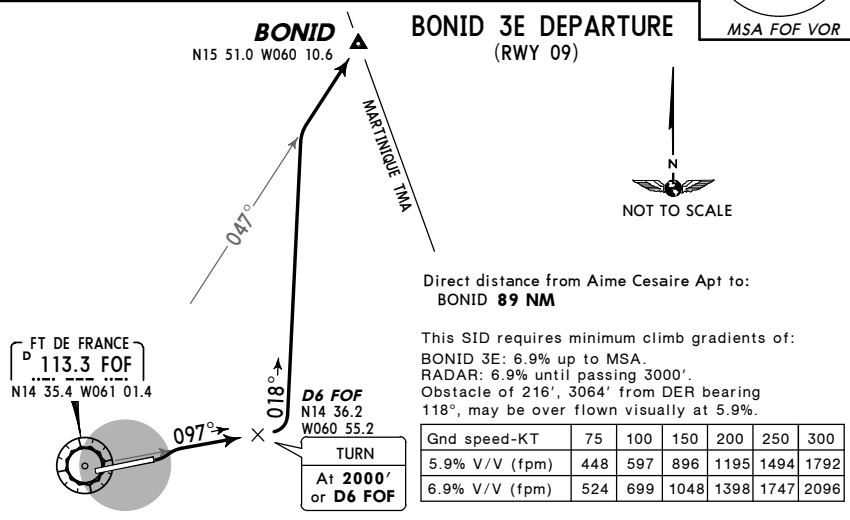 BONID
N15 51.0 W060 10.6
BONID 3E DEPARTURE
(RWY 09)
MSA FOF VOR
MARTINIQUE TMA
047°
N
NOT TO SCALE
Direct distance from Aime Cesaire Apt to:
BONID 89 NM
This SID requires minimum climb gradients of:
BONID 3E: 6.9% up to MSA.
RADAR: 6.9% until passing 3000'.
Obstacle of 216', 3064' from DER bearing
118°, may be over flown visually at 5.9%.
FT DE FRANCE
D 113.3 FOF
N14 35.4 W061 01.4
097°
018°
D6 FOF
N14 36.2
W060 55.2
TURN
At 2000'
or D6 FOF
Gnd speed-KT 75 100 150 200 250 300
5.9% V/V (fpm) 448 597 896 1195 1494 1792
6.9% V/V (fpm) 524 699 1048 1398 1747 2096